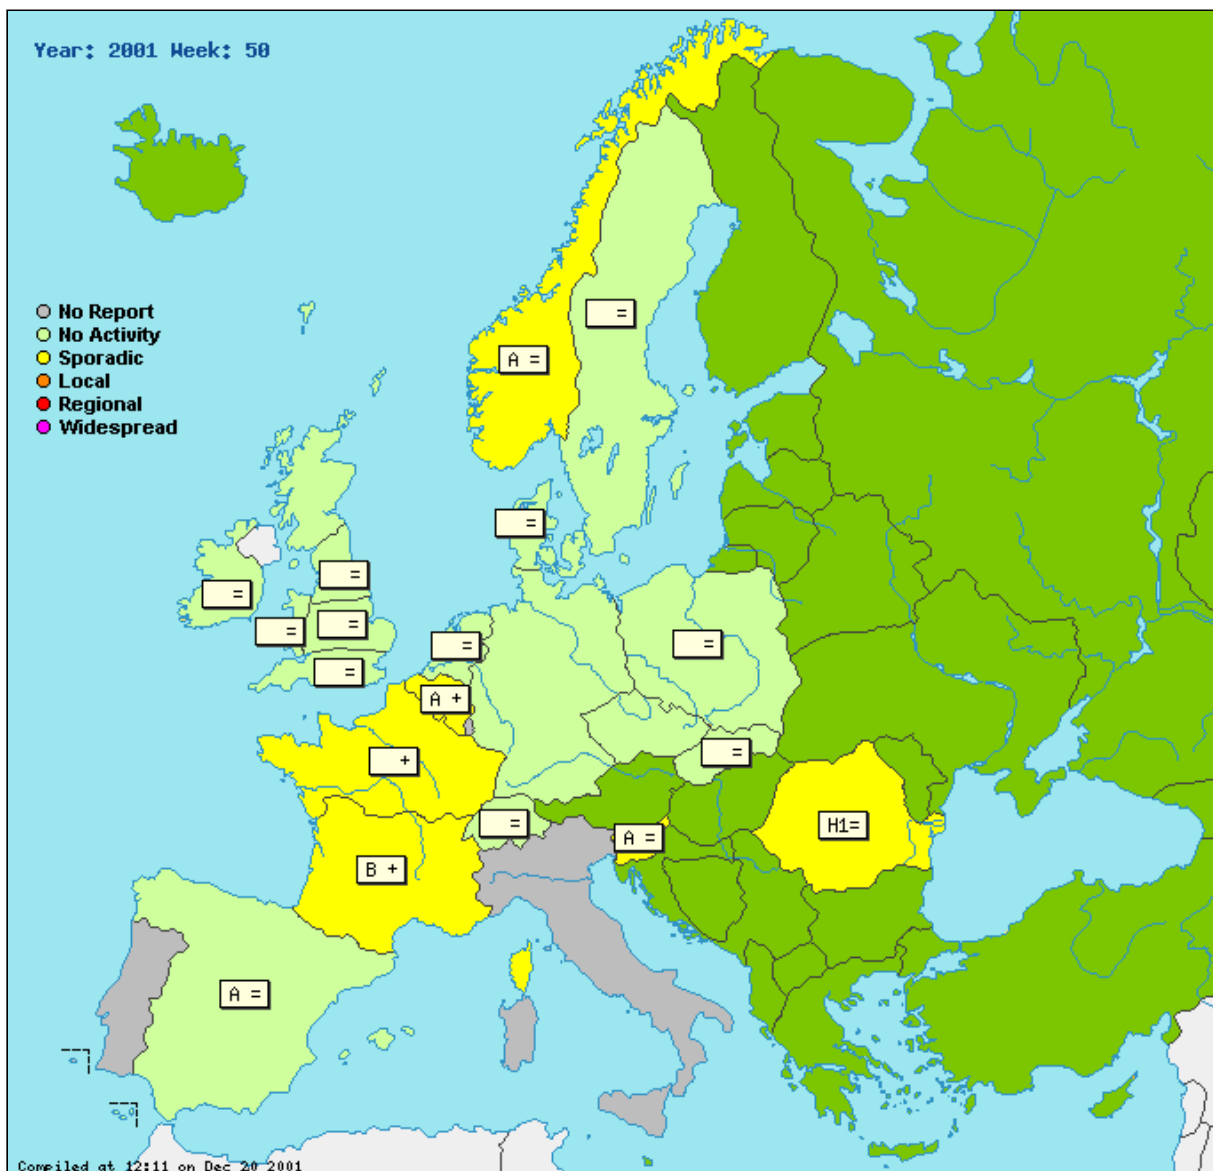 Year: 2001 Week: 50
No Report
No Activity
Sporadic
Local
Regional
Widespread
=
A =
=
=
=
=
=
=
=
=
A +
+
=
=
A =
H1=
B +
A =
Compiled at 12:11 on Dec 20 2001